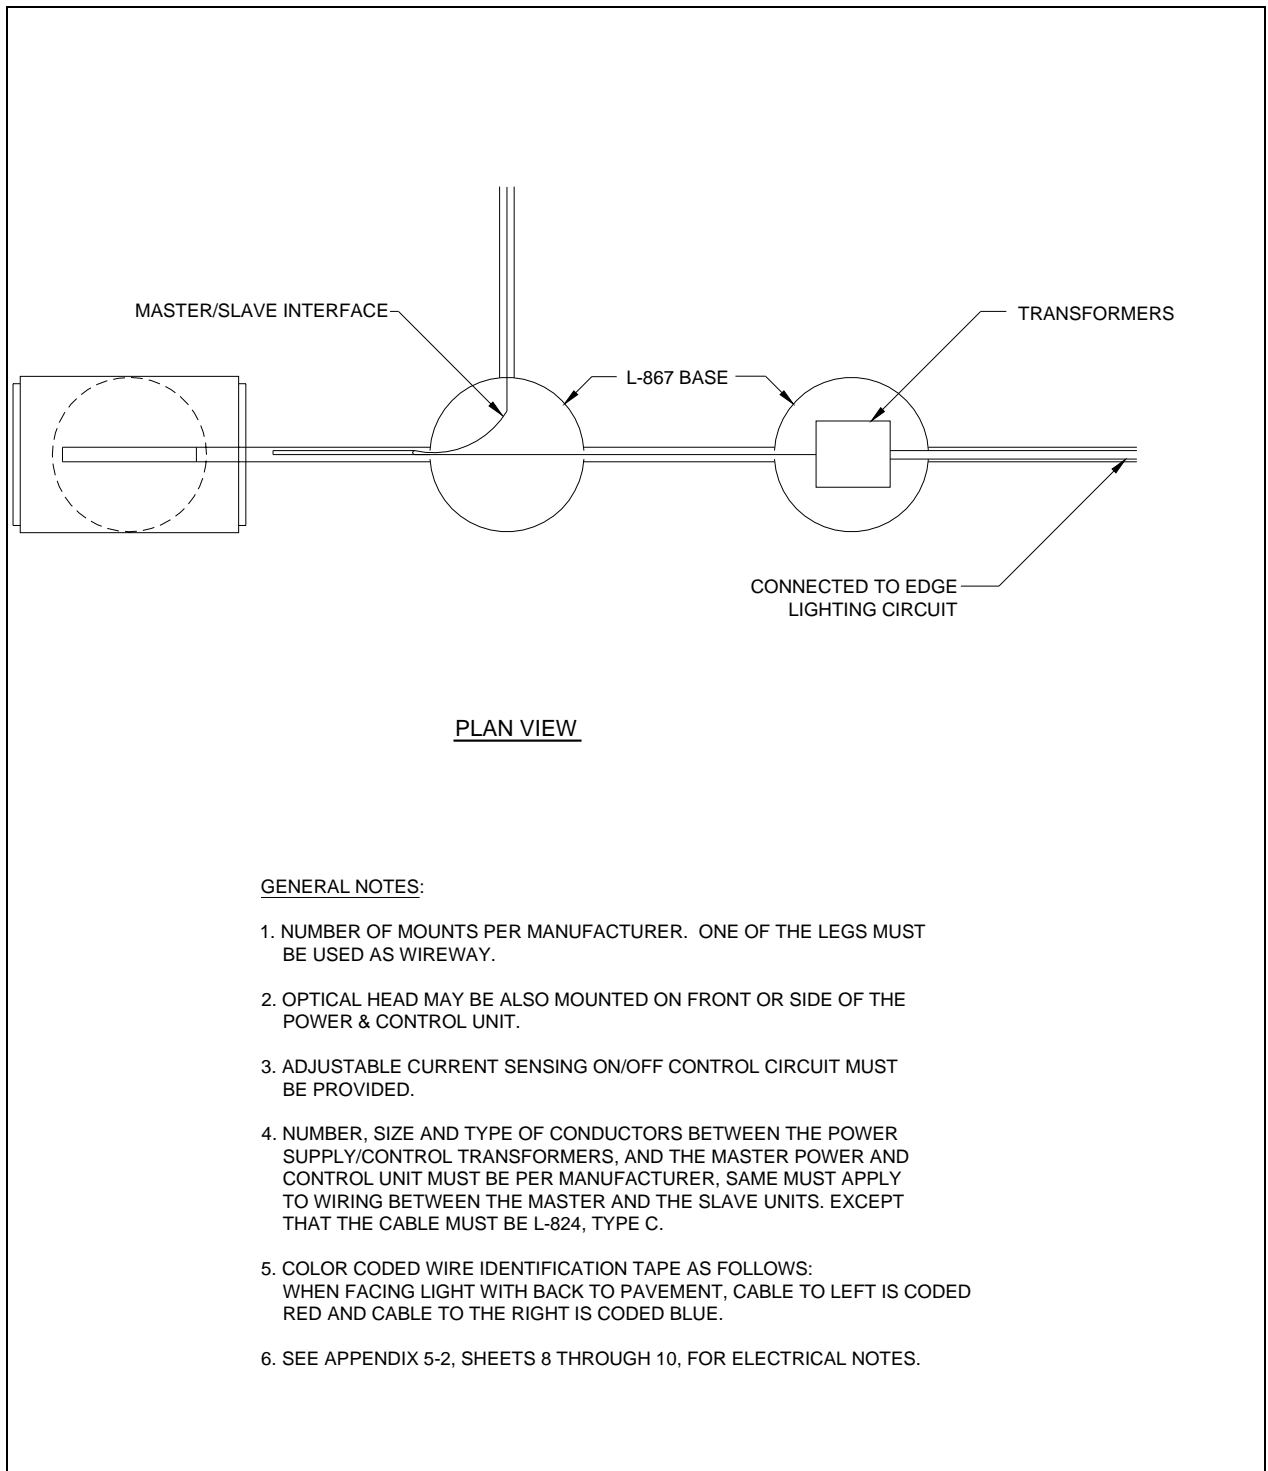 MASTER/SLAVE INTERFACE
TRANSFORMERS
L-867 BASE
CONNECTED TO EDGE
LIGHTING CIRCUIT
PLAN VIEW
GENERAL NOTES:
1. NUMBER OF MOUNTS PER MANUFACTURER.  ONE OF THE LEGS MUST
BE USED AS WIREWAY.
2. OPTICAL HEAD MAY BE ALSO MOUNTED ON FRONT OR SIDE OF THE
POWER & CONTROL UNIT.
3. ADJUSTABLE CURRENT SENSING ON/OFF CONTROL CIRCUIT MUST
BE PROVIDED.
4. NUMBER, SIZE AND TYPE OF CONDUCTORS BETWEEN THE POWER
SUPPLY/CONTROL TRANSFORMERS, AND THE MASTER POWER AND
CONTROL UNIT MUST BE PER MANUFACTURER, SAME MUST APPLY
TO WIRING BETWEEN THE MASTER AND THE SLAVE UNITS. EXCEPT
THAT THE CABLE MUST BE L-824, TYPE C.
5. COLOR CODED WIRE IDENTIFICATION TAPE AS FOLLOWS:
WHEN FACING LIGHT WITH BACK TO PAVEMENT, CABLE TO LEFT IS CODED
RED AND CABLE TO THE RIGHT IS CODED BLUE.
6. SEE APPENDIX 5-2, SHEETS 8 THROUGH 10, FOR ELECTRICAL NOTES.